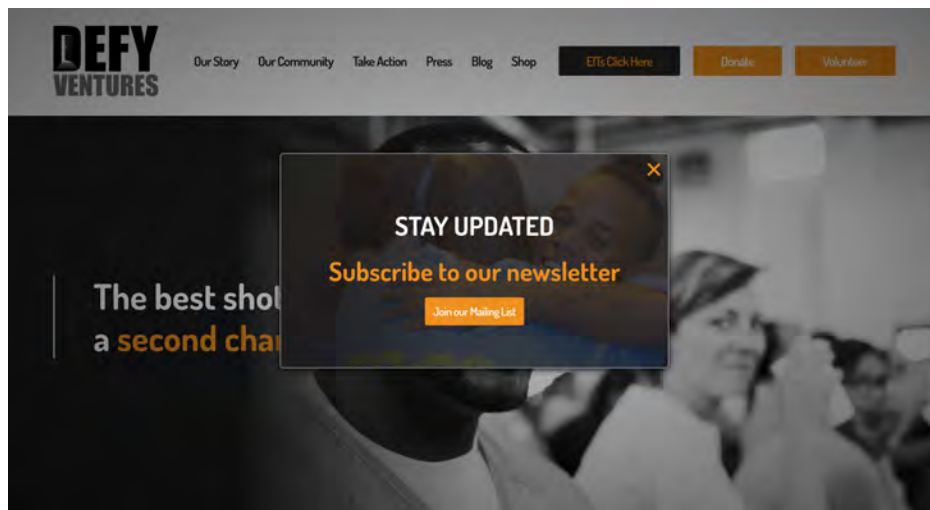 DEFY
VENTURES
Our Story Our Community Take Action Press Blog Shop EITs Click Here Donate Volunteer
STAY UPDATED
Subscribe to our newsletter
Join our Mailing List
The best shot
a second cha